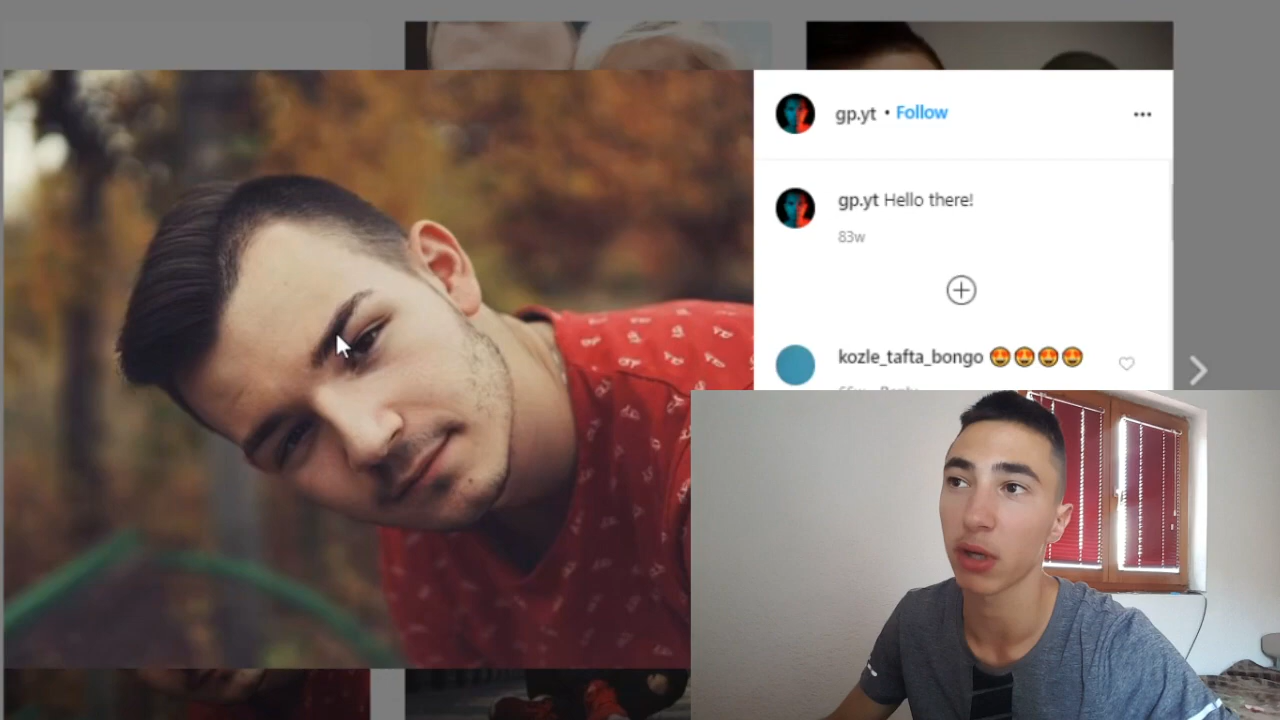 gp.yt • Follow
gp.yt Hello there!
83w
kozle_tafta_bongo 😍😍😍😍